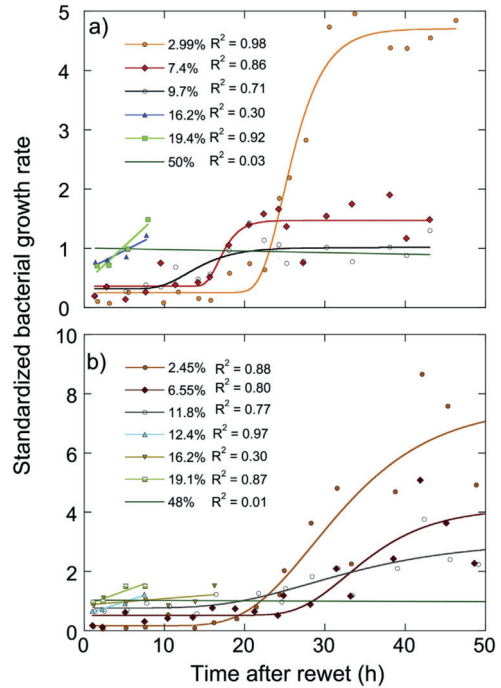 a)
2.99% R2 = 0.98
7.4% R2 = 0.86
9.7% R2 = 0.71
16.2% R2 = 0.30
19.4% R2 = 0.92
50% R2 = 0.03
5
4
3
2
1
0
b)
2.45% R2 = 0.88
6.55% R2 = 0.80
11.8% R2 = 0.77
12.4% R2 = 0.97
16.2% R2 = 0.30
19.1% R2 = 0.87
48% R2 = 0.01
10
8
6
4
2
0
Standardized bacterial growth rate
0 10 20 30 40 50
Time after rewet (h)